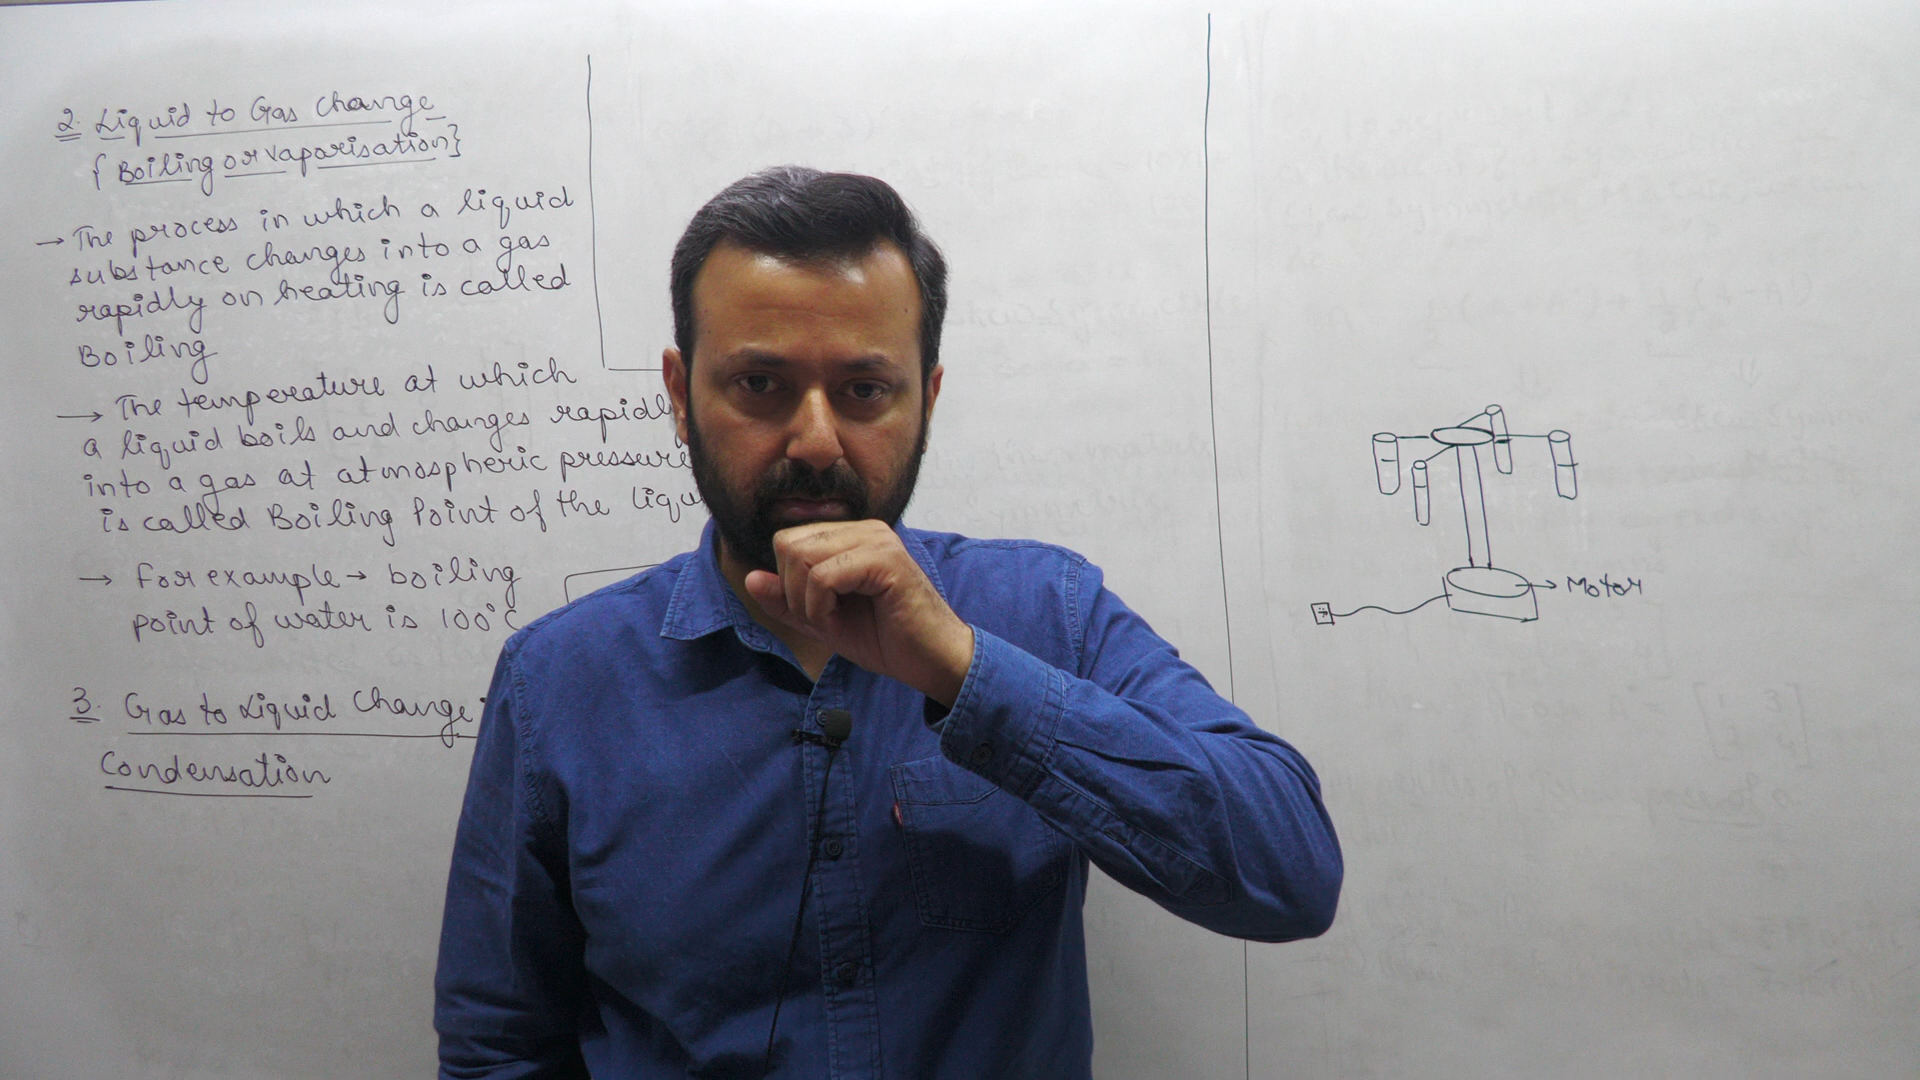 2. Liquid to Gas Change
{Boiling or vaporisation}
→ The process in which a liquid
substance changes into a gas
rapidly on heating is called
Boiling
→ The temperature at which
a liquid boils and changes rapidly
into a gas at atmospheric pressure
is called Boiling Point of the liqu
→ For example → boiling
point of water is 100°C
3. Gas to Liquid Change
Condensation
→ Motor